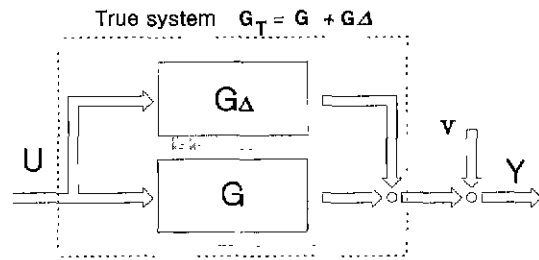 True system G_T = G + GΔ
GΔ
U
v
Y
G